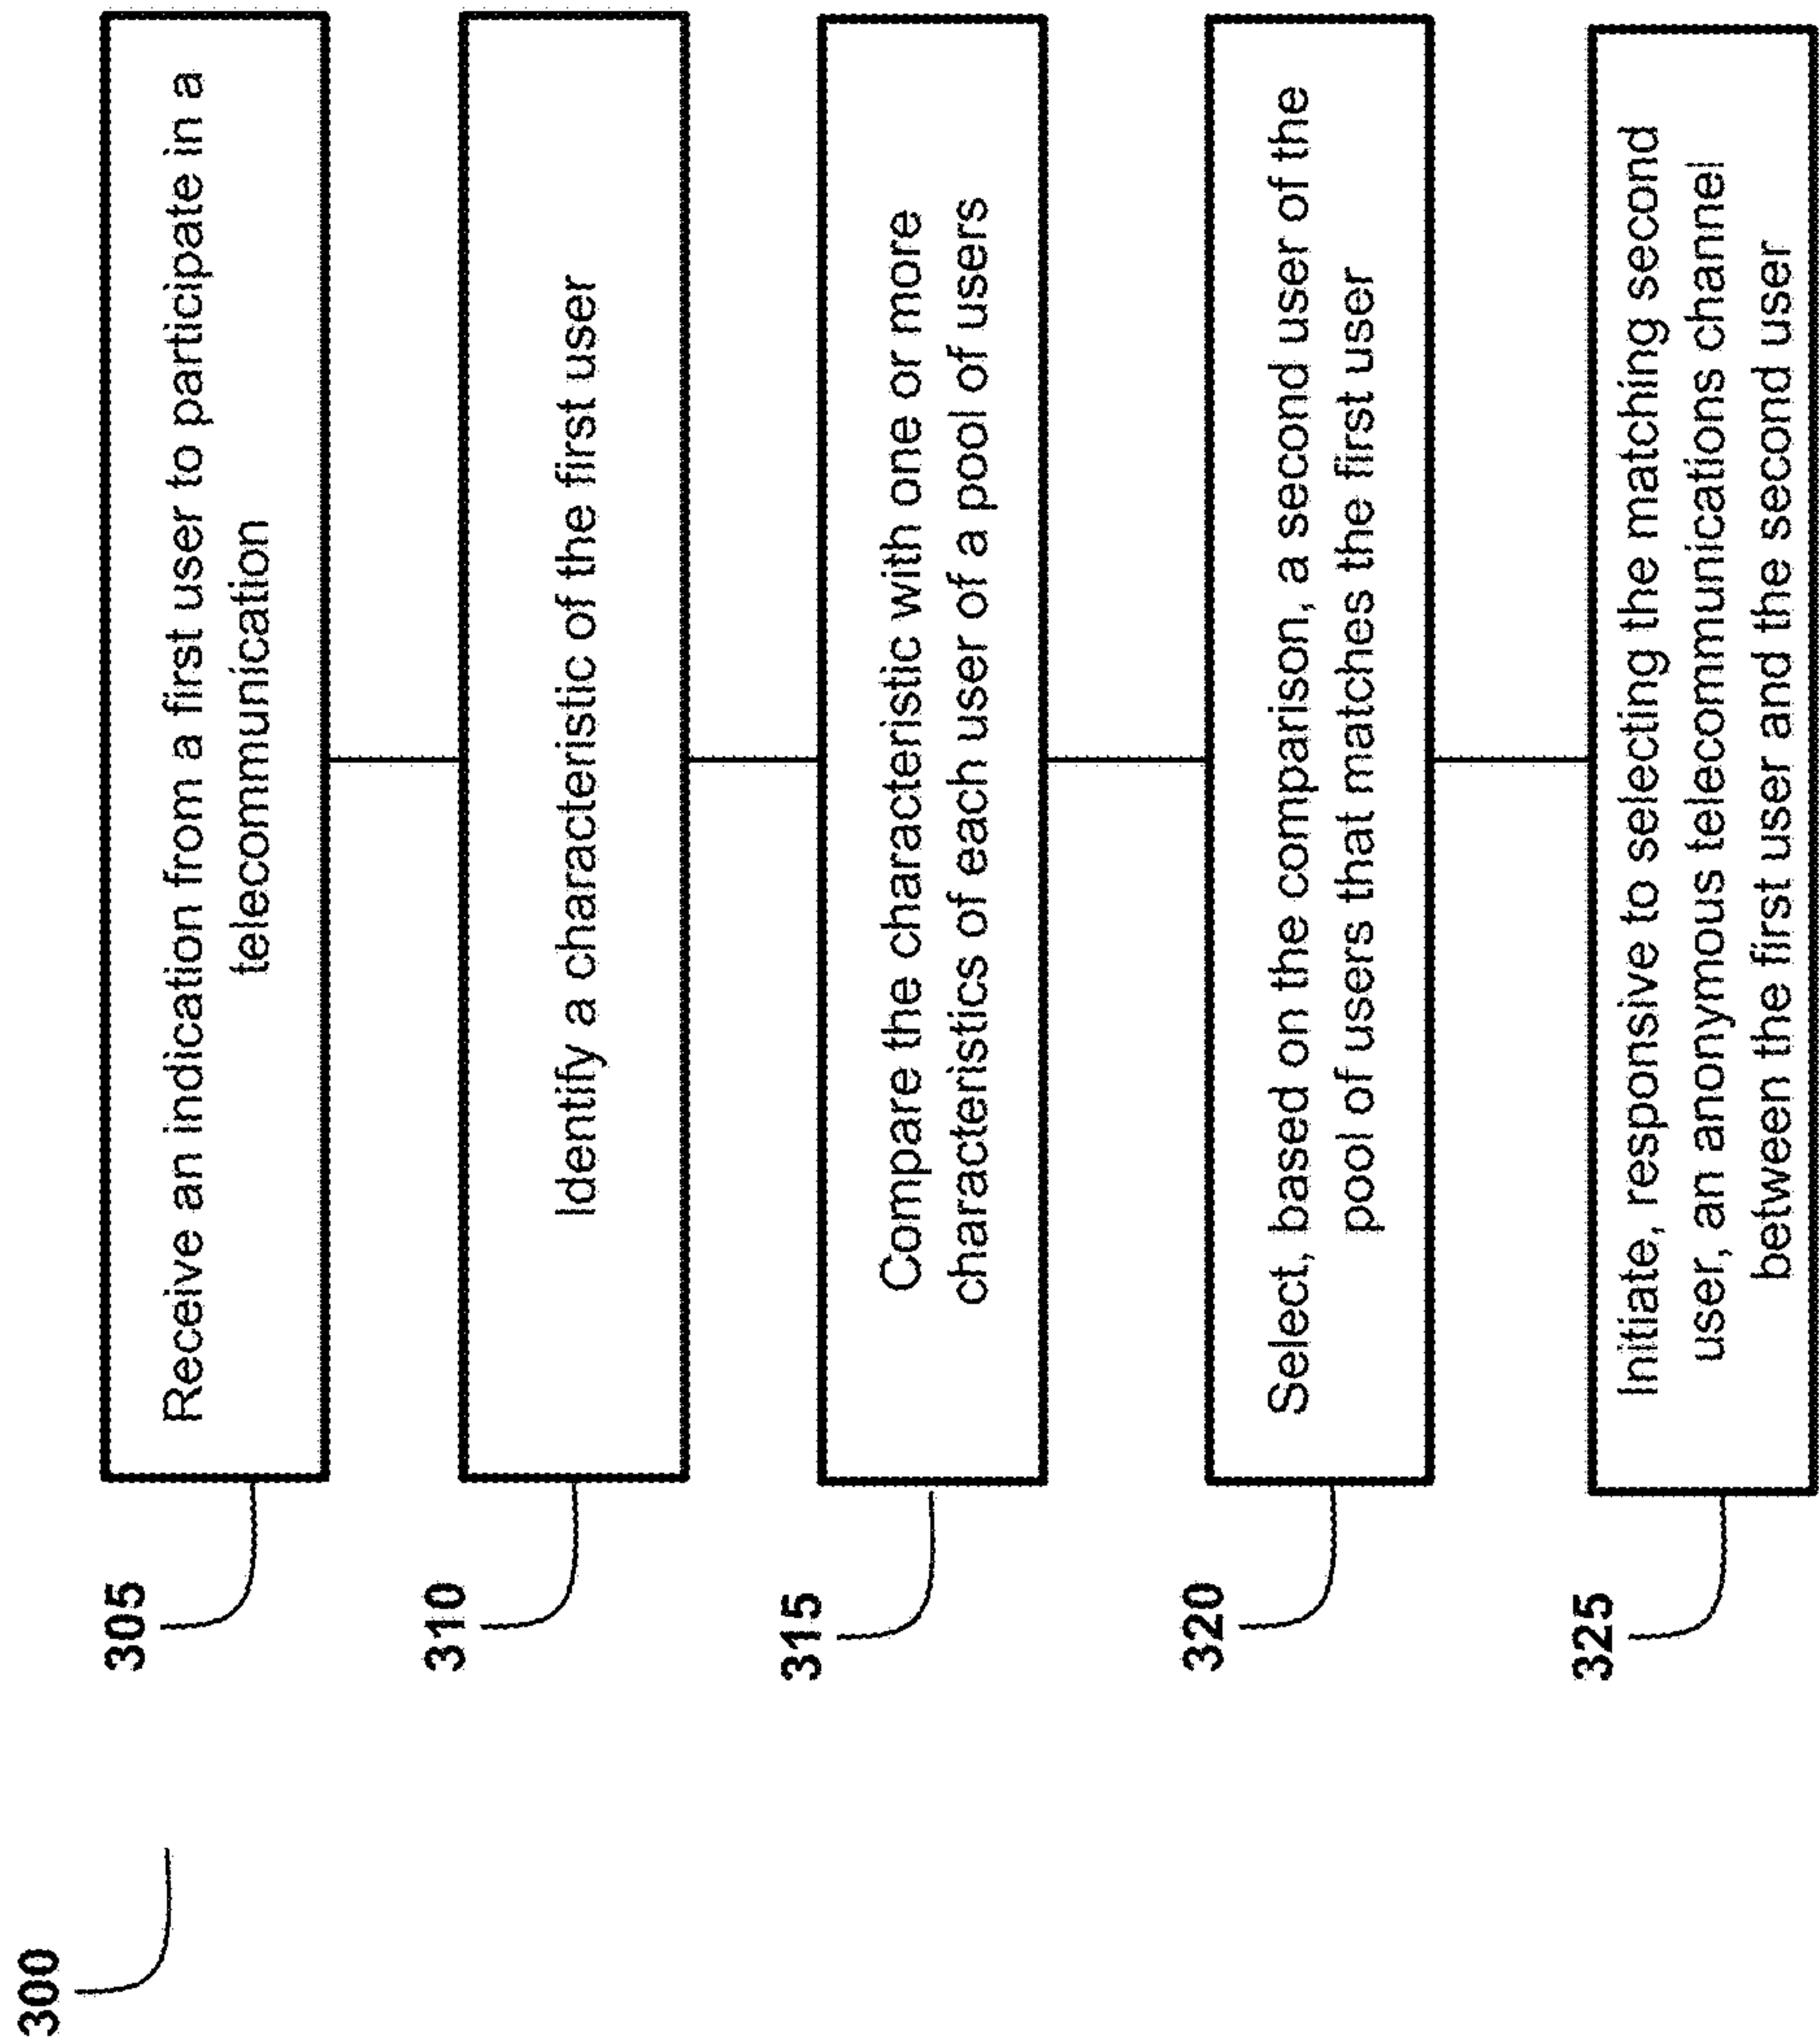 300
305
Receive an indication from a first user to participate in a
telecommunication
310
Identify a characteristic of the first user
315
Compare the characteristic with one or more
characteristics of each user of a pool of users
320
Select, based on the comparison, a second user of the
pool of users that matches the first user
325
Initiate, responsive to selecting the matching second
user, an anonymous telecommunications channel
between the first user and the second user